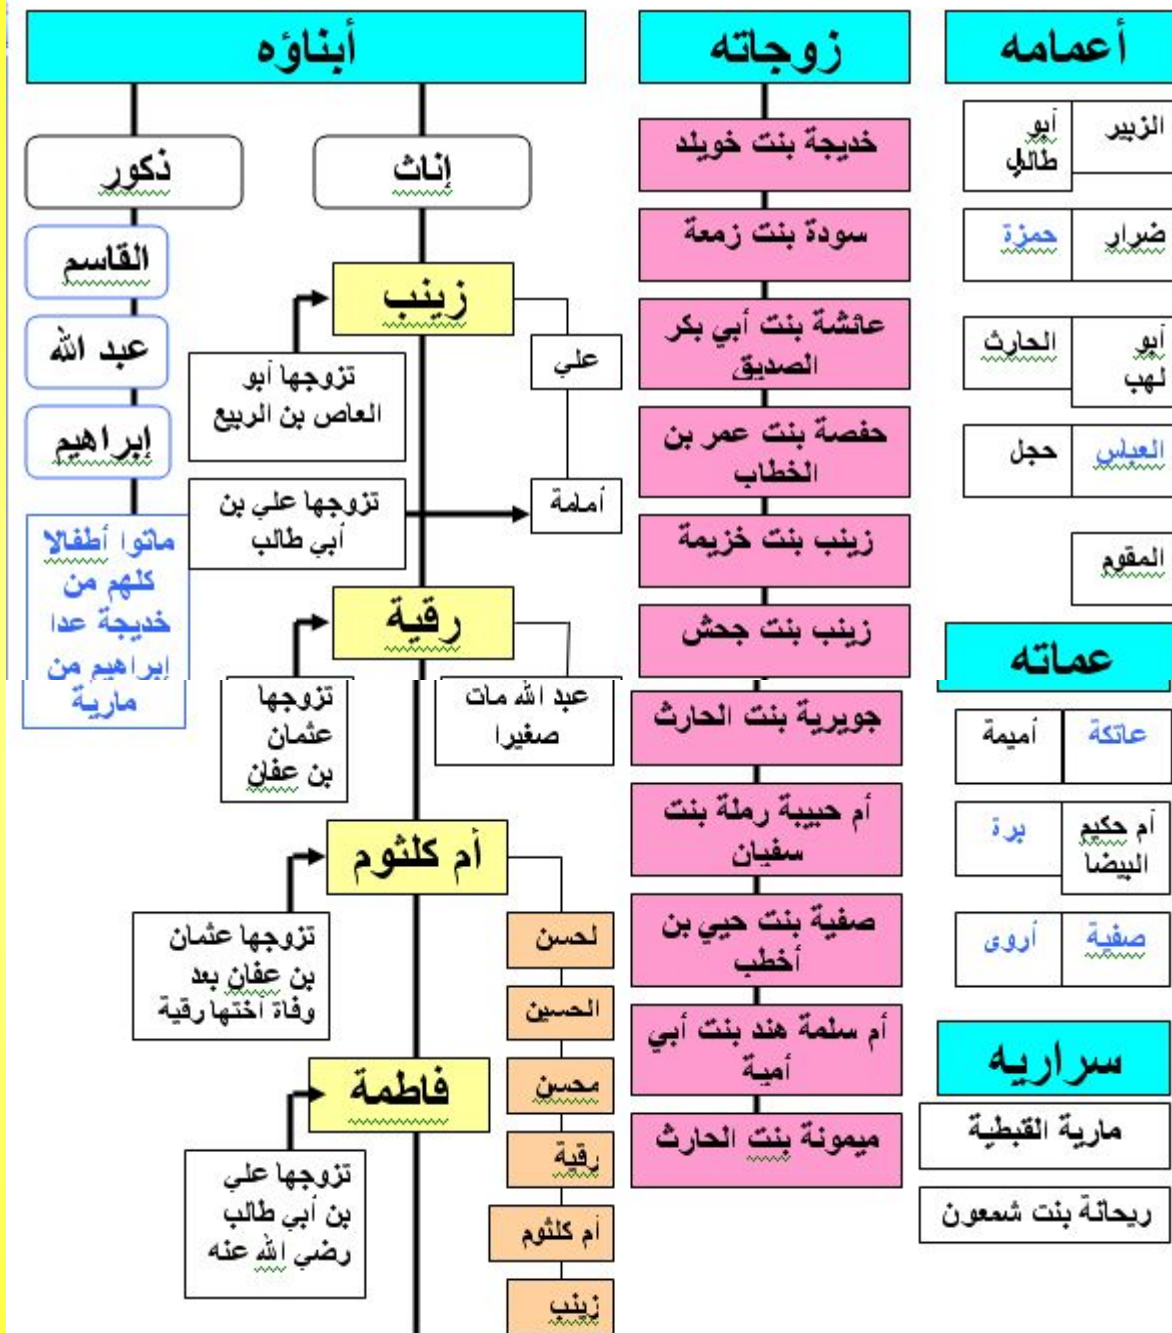 أعمامه
الزبير
أبو
طالب
ضرار
حمزة
أبو
لهب
الحارث
العباس
حجل
المقوم
عماته
عاتكة
أميمة
أم حكيم
البيضا
برة
صفية
أروى
سراريه
مارية القبطية
ريحانة بنت شمعون
زوجاته
خديجة بنت خويلد
سودة بنت زمعة
عائشة بنت أبي بكر
الصديق
حفصة بنت عمر بن
الخطاب
زينب بنت خزيمة
زينب بنت جحش
جويرية بنت الحارث
أم حبيبة رملة بنت
سفيان
صفية بنت حيي بن
أخطب
أم سلمة هند بنت أبي
أمية
ميمونة بنت الحارث
أبناؤه
إناث
زينب
علي
تزوجها أبو
العاص بن الربيع
أمامة
تزوجها علي بن
أبي طالب
رقية
عبد الله مات
صغيرا
تزوجها
عثمان
بن عفان
أم كلثوم
تزوجها عثمان
بن عفان بعد
وفاة أختها رقية
لحسن
الحسين
محسن
رقية
أم كلثوم
زينب
فاطمة
تزوجها علي
بن أبي طالب
رضي الله عنه
ذكور
القاسم
عبد الله
إبراهيم
ماتوا أطفالا
كلهم من
خديجة عدا
إبراهيم من
مارية